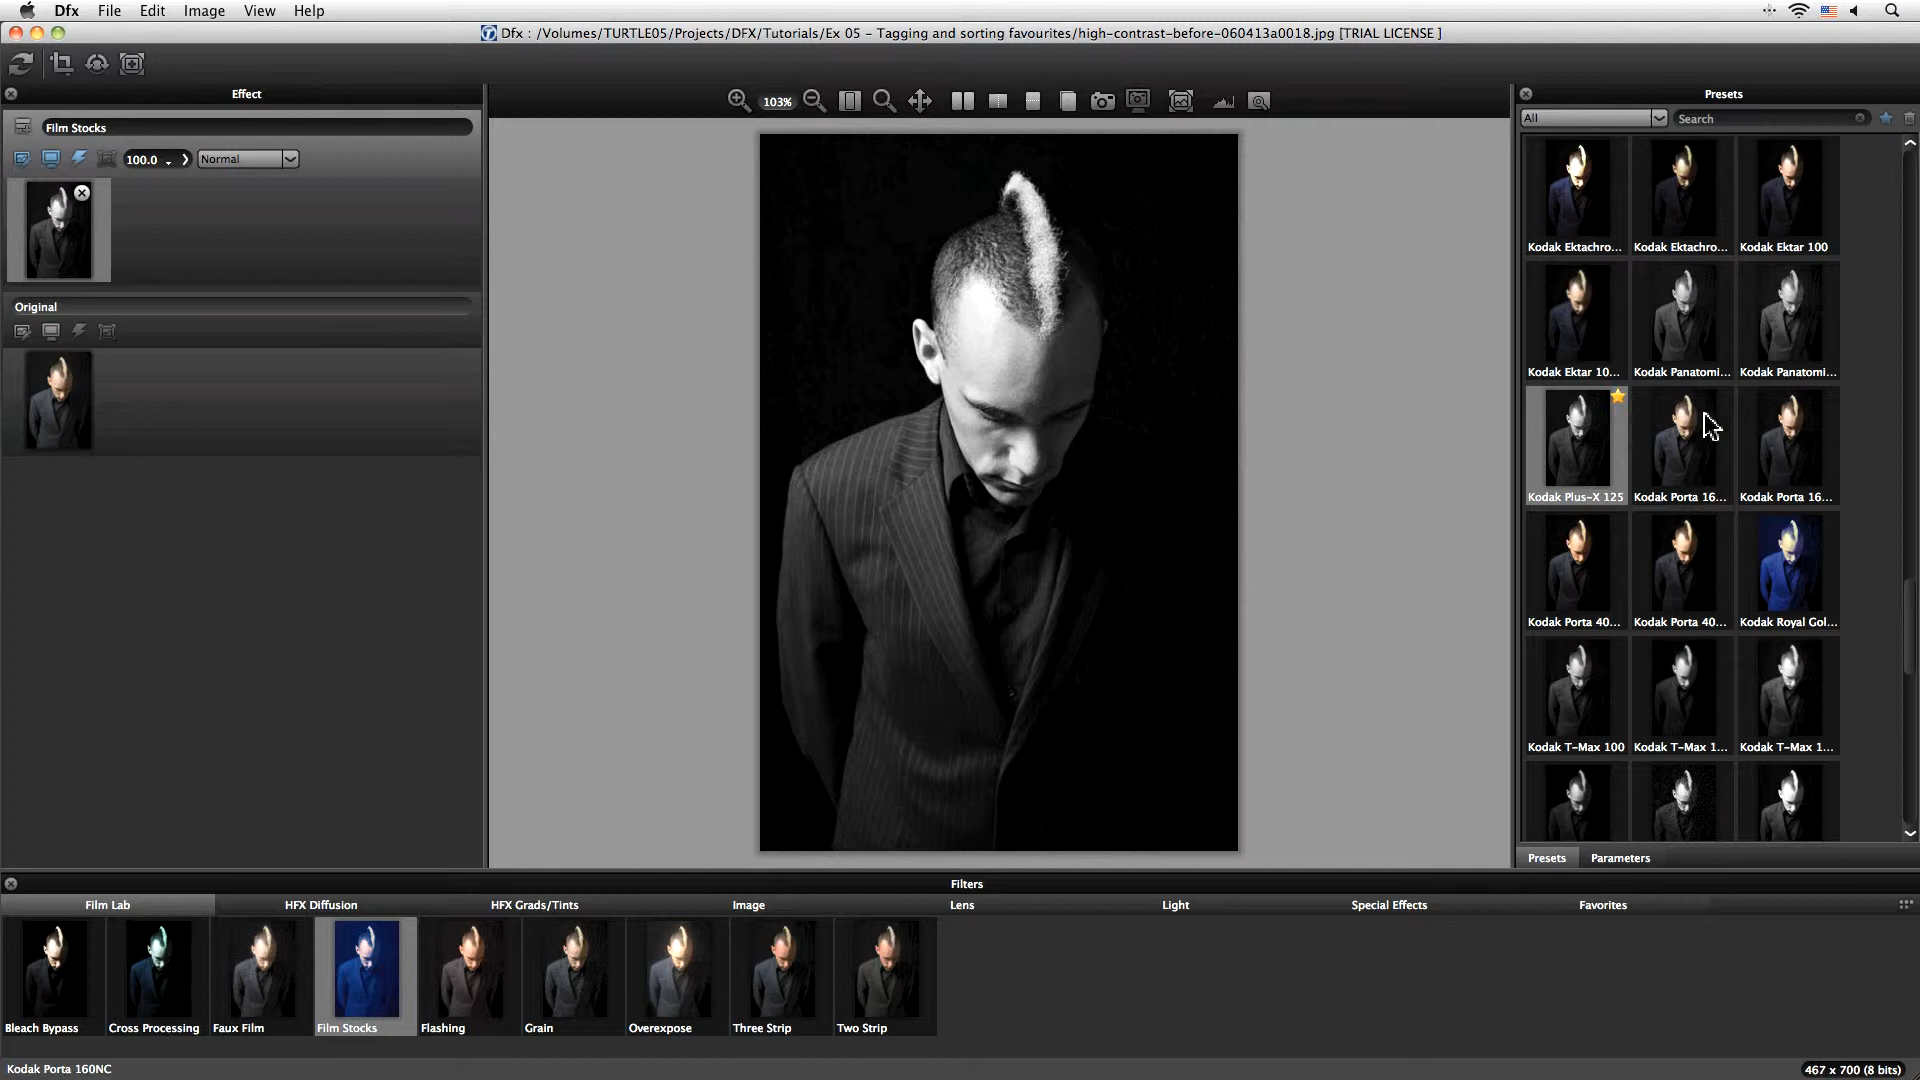 Dfx File Edit Image View Help
Dfx : /Volumes/TURTLE05/Projects/DFX/Tutorials/Ex 05 – Tagging and sorting favourites/high-contrast-before-060413a0018.jpg [TRIAL LICENSE ]
Effect
Presets
Film Stocks
103%
All
Search
100.0
Normal
Kodak Ektachro... Kodak Ektachro... Kodak Ektar 100
Original
Kodak Ektar 10... Kodak Panatomi... Kodak Panatomi...
Kodak Plus-X 125 Kodak Porta 16... Kodak Porta 16...
Kodak Porta 40... Kodak Porta 40... Kodak Royal Gol...
Kodak T-Max 100 Kodak T-Max 1... Kodak T-Max 1...
Presets Parameters
Filters
Film Lab HFX Diffusion HFX Grads/Tints Image Lens Light Special Effects Favorites
Bleach Bypass Cross Processing Faux Film Film Stocks Flashing Grain Overexpose Three Strip Two Strip
Kodak Porta 160NC
467 x 700 (8 bits)